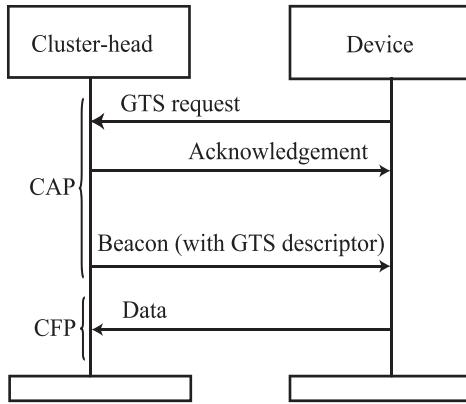 Cluster-head
Device
GTS request
Acknowledgement
CAP
Beacon (with GTS descriptor)
Data
CFP